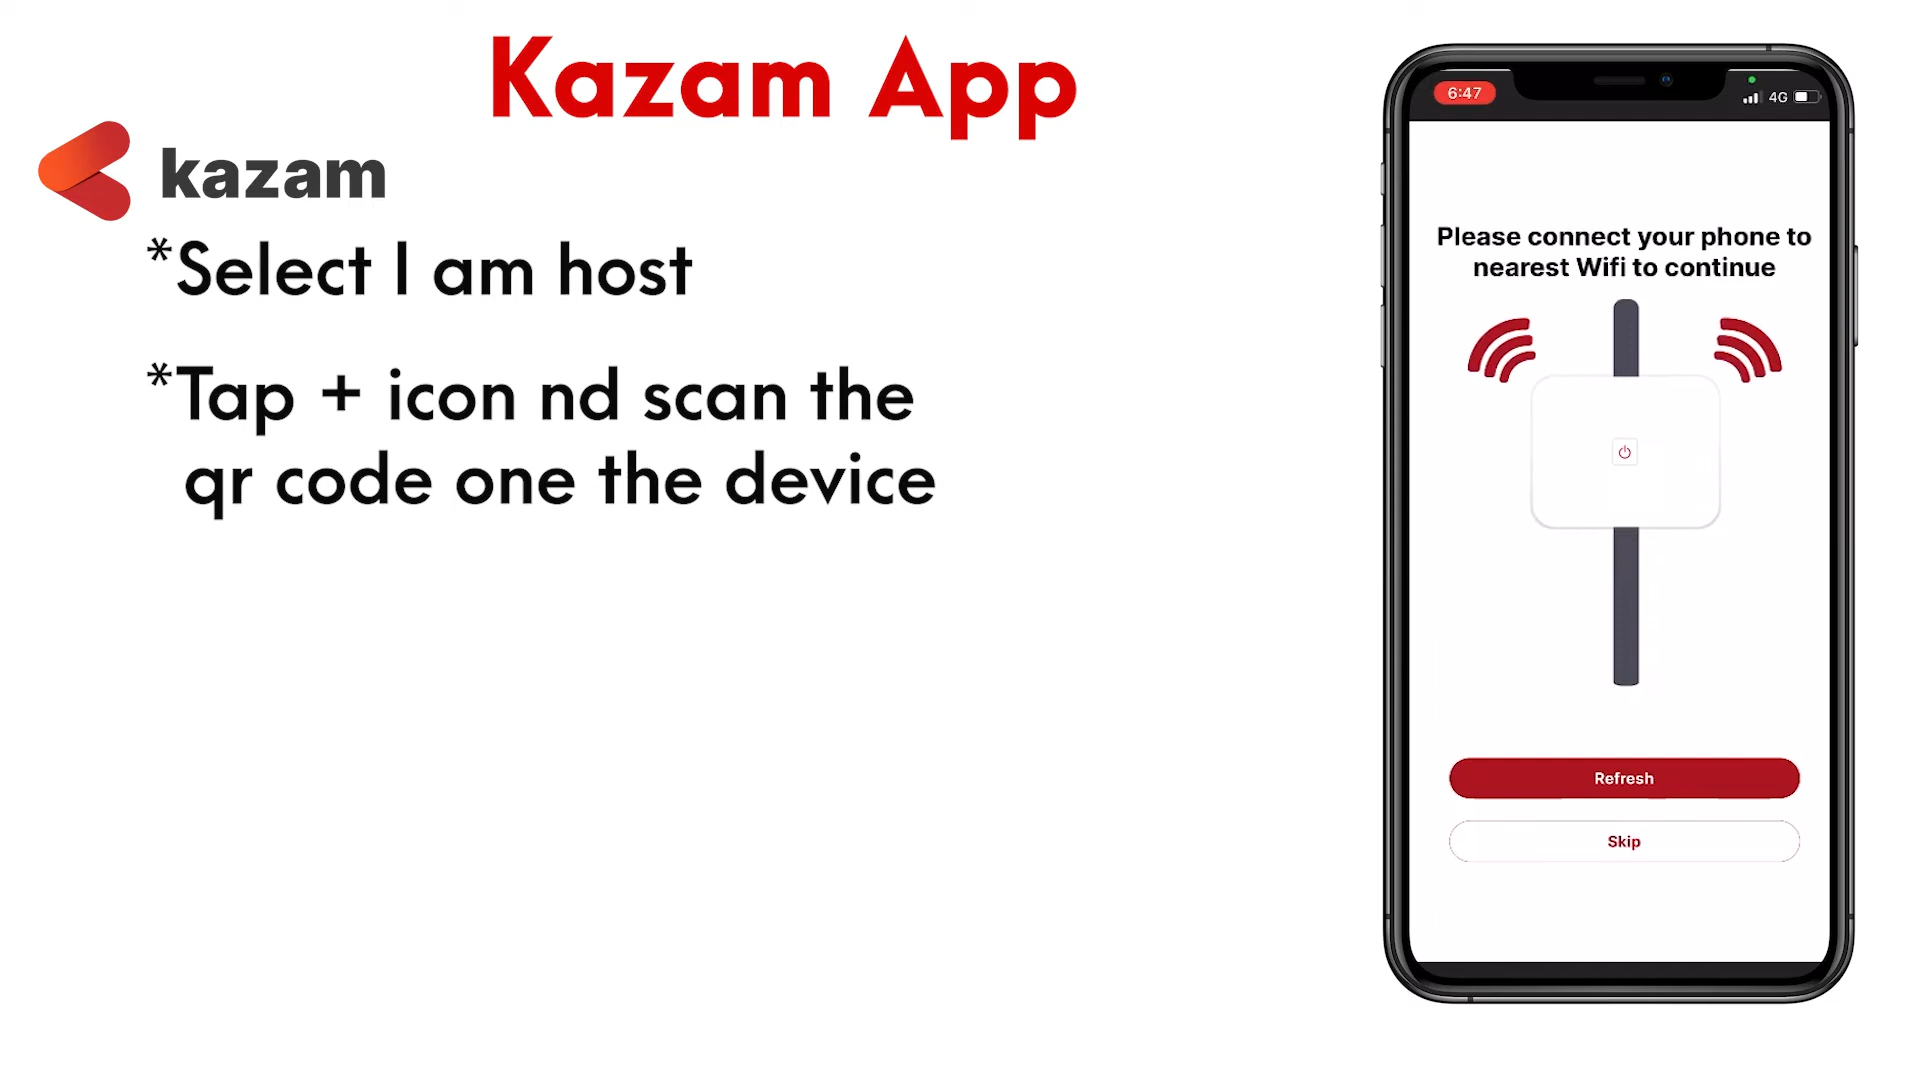 Kazam App
kazam
*Select I am host
*Tap + icon nd scan the
qr code one the device
6:47
4G
Please connect your phone to
nearest Wifi to continue
Refresh
Skip